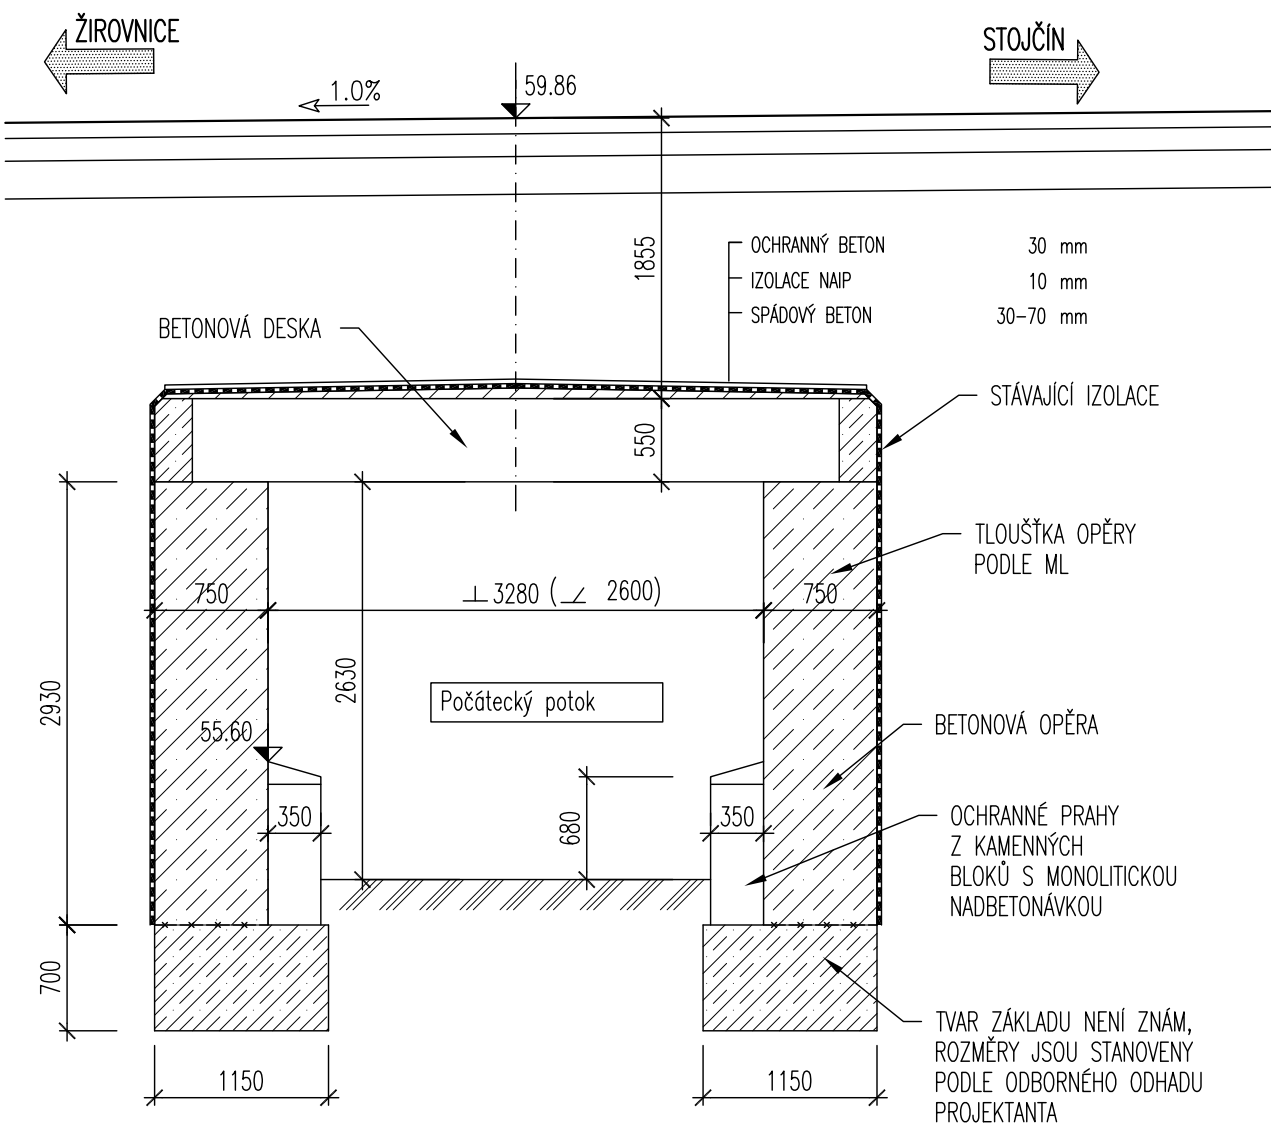 ŽIROVNICE
STOJČÍN
1.0%
59.86
1855
OCHRANNÝ BETON 30 mm
IZOLACE NAIP 10 mm
SPÁDOVÝ BETON 30-70 mm
BETONOVÁ DESKA
STÁVAJÍCÍ IZOLACE
550
TLOUŠŤKA OPĚRY
PODLE ML
750
⊥ 3280 (∠ 2600)
750
2930
2630
Počátecký potok
55.60
BETONOVÁ OPĚRA
350
680
350
OCHRANNÉ PRAHY
Z KAMENNÝCH
BLOKŮ S MONOLITICKOU
NADBETONÁVKOU
700
TVAR ZÁKLADU NENÍ ZNÁM,
ROZMĚRY JSOU STANOVENY
PODLE ODBORNÉHO ODHADU
PROJEKTANTA
1150
1150